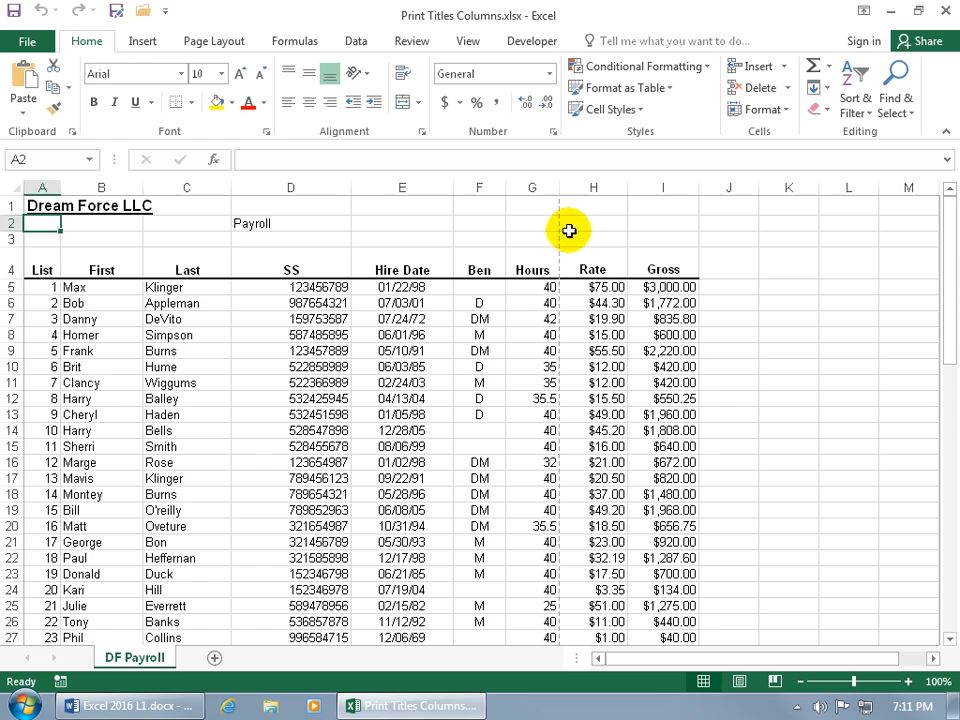 Print Titles Columns.xlsx - Excel
File Home Insert Page Layout Formulas Data Review View Developer Tell me what you want to do... Sign in Share
Paste
Arial 10
B I U A
General
$ % ,
Conditional Formatting
Format as Table
Cell Styles
Insert
Delete
Format
Sort & Filter
Find & Select
Clipboard Font Alignment Number Styles Cells Editing
A2 fx
A B C D E F G H I J K L M
1 Dream Force LLC
2 Payroll
3
4 List First Last SS Hire Date Ben Hours Rate Gross
5 1 Max Klinger 123456789 01/22/98 40 $75.00 $3,000.00
6 2 Bob Appleman 987654321 07/03/01 D 40 $44.30 $1,772.00
7 3 Danny DeVito 159753587 07/24/72 DM 42 $19.90 $835.80
8 4 Homer Simpson 587485895 06/01/96 M 40 $15.00 $600.00
9 5 Frank Burns 123457889 05/10/91 DM 40 $55.50 $2,220.00
10 6 Brit Hume 522858989 06/03/85 D 35 $12.00 $420.00
11 7 Clancy Wiggums 522366989 02/24/03 M 35 $12.00 $420.00
12 8 Harry Balley 532425945 04/13/04 D 35.5 $15.50 $550.25
13 9 Cheryl Haden 532451598 01/05/98 D 40 $49.00 $1,960.00
14 10 Harry Bells 528547898 12/28/05 40 $45.20 $1,808.00
15 11 Sherri Smith 528455678 08/06/99 40 $16.00 $640.00
16 12 Marge Rose 123654987 01/02/98 DM 32 $21.00 $672.00
17 13 Mavis Klinger 789456123 09/22/91 DM 40 $20.50 $820.00
18 14 Montey Burns 789654321 05/28/96 DM 40 $37.00 $1,480.00
19 15 Bill O'reilly 789852963 06/08/05 DM 40 $49.20 $1,968.00
20 16 Matt Oveture 321654987 10/31/94 DM 35.5 $18.50 $656.75
21 17 George Bon 321456789 05/30/93 M 40 $23.00 $920.00
22 18 Paul Heffernan 321585898 12/17/98 M 40 $32.19 $1,287.60
23 19 Donald Duck 152346798 06/21/85 M 40 $17.50 $700.00
24 20 Kari Hill 152346978 07/19/04 40 $3.35 $134.00
25 21 Julie Everrett 589478956 02/15/82 M 25 $51.00 $1,275.00
26 22 Tony Banks 536857878 11/12/92 M 40 $11.00 $440.00
27 23 Phil Collins 996584715 12/06/69 40 $1.00 $40.00
DF Payroll
Ready 100%
Excel 2016 L1.docx - ... Print Titles Columns.... 7:11 PM